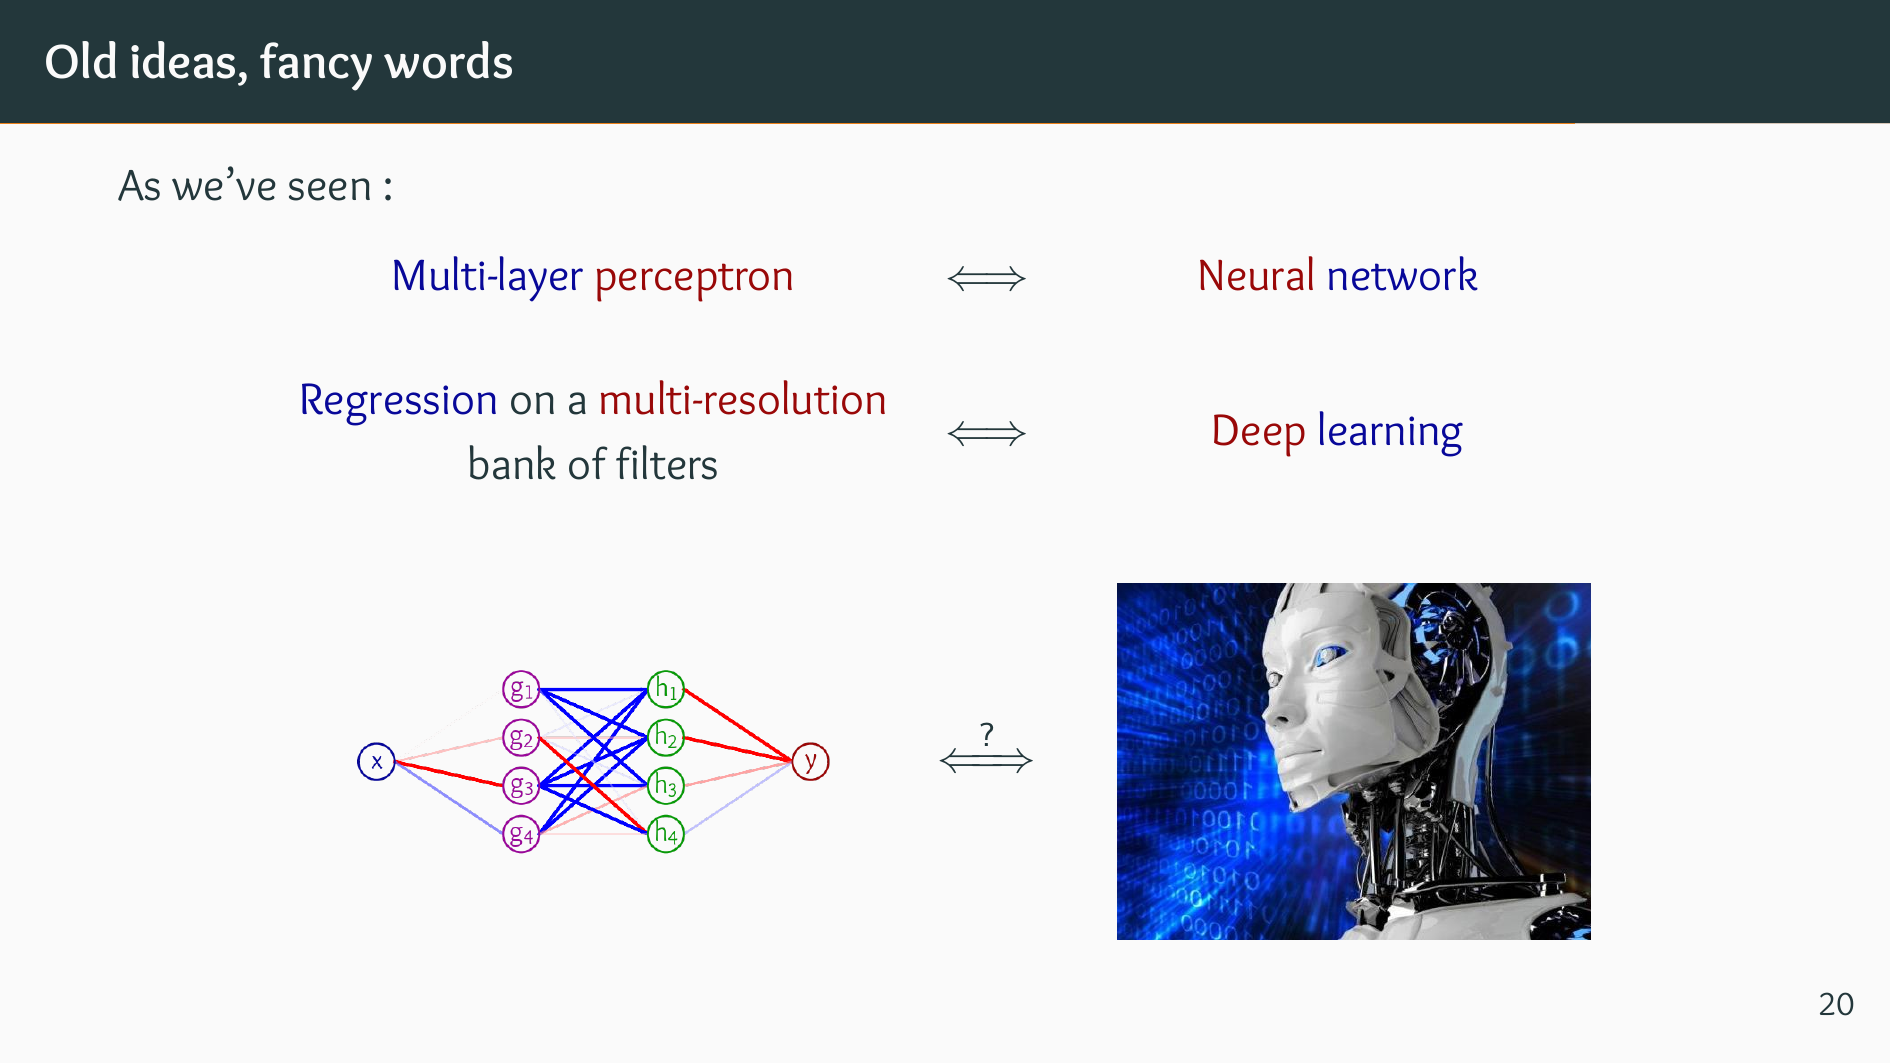 Old ideas, fancy words
As we've seen :
Multi-layer perceptron ⟺ Neural network
Regression on a multi-resolution
bank of filters
⟺ Deep learning
g1 h1
g2 h2
x y
g3 h3
g4 h4
?
⟺
20